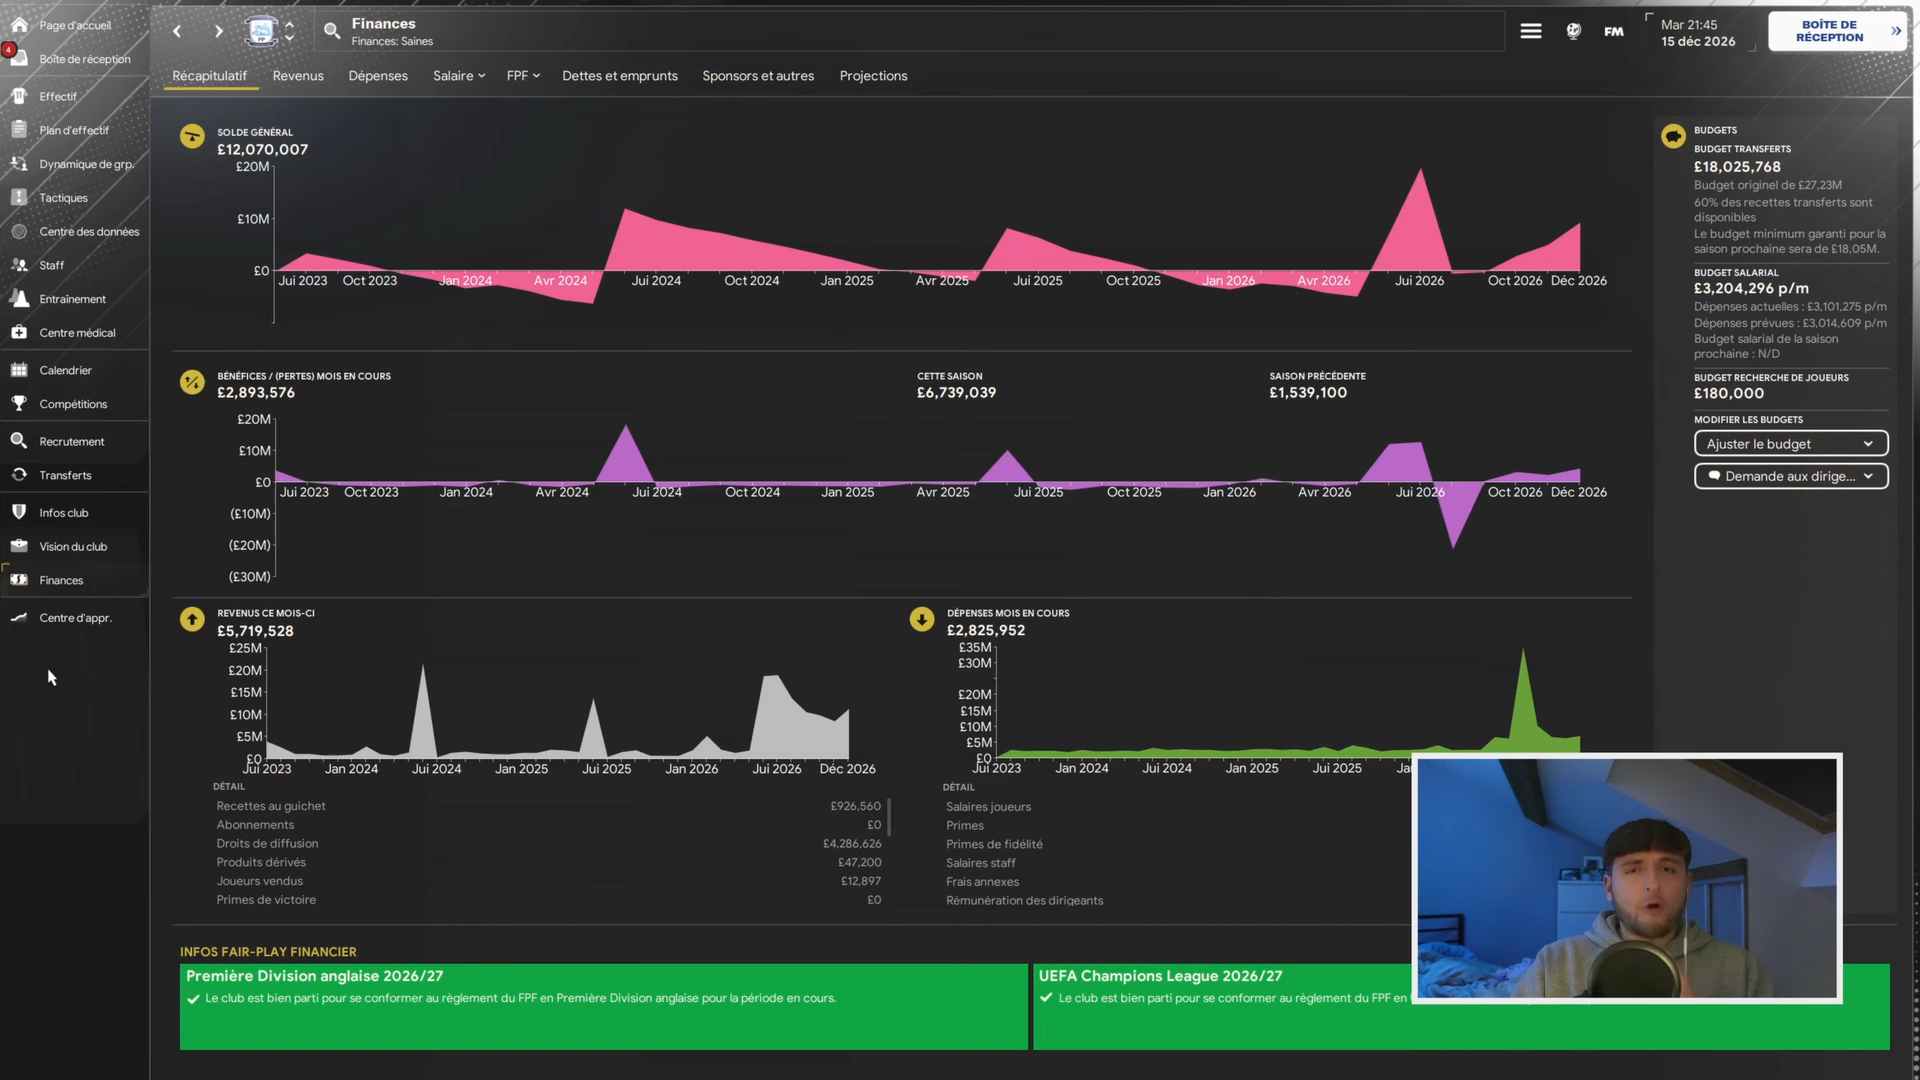 Page d'accueil
4
Boîte de réception
Effectif
Plan d'effectif
Dynamique de grp.
Tactiques
Centre des données
Staff
Entraînement
Centre médical
Calendrier
Compétitions
Recrutement
Transferts
Infos club
Vision du club
Finances
Centre d'appr.
PP
Finances
Finances: Saines
FM
Mar 21:45
15 déc 2026
BOÎTE DE
RÉCEPTION
Récapitulatif
Revenus
Dépenses
Salaire
FPF
Dettes et emprunts
Sponsors et autres
Projections
SOLDE GÉNÉRAL
£12,070,007
£20M
£10M
£0
Jui 2023
Oct 2023
Jan 2024
Avr 2024
Jui 2024
Oct 2024
Jan 2025
Avr 2025
Jui 2025
Oct 2025
Jan 2026
Avr 2026
Jui 2026
Oct 2026
Déc 2026
BÉNÉFICES / (PERTES) MOIS EN COURS
£2,893,576
CETTE SAISON
£6,739,039
SAISON PRÉCÉDENTE
£1,539,100
£20M
£10M
£0
(£10M)
(£20M)
(£30M)
Jui 2023
Oct 2023
Jan 2024
Avr 2024
Jui 2024
Oct 2024
Jan 2025
Avr 2025
Jui 2025
Oct 2025
Jan 2026
Avr 2026
Jui 2026
Oct 2026
Déc 2026
REVENUS CE MOIS-CI
£5,719,528
£25M
£20M
£15M
£10M
£5M
£0
Jui 2023
Jan 2024
Jui 2024
Jan 2025
Jui 2025
Jan 2026
Jui 2026
Déc 2026
DÉTAIL
Recettes au guichet £926,560
Abonnements £0
Droits de diffusion £4,286,626
Produits dérivés £47,200
Joueurs vendus £12,897
Primes de victoire £0
DÉPENSES MOIS EN COURS
£2,825,952
£35M
£30M
£20M
£15M
£10M
£5M
£0
Jui 2023
Jan 2024
Jui 2024
Jan 2025
Jui 2025
DÉTAIL
Salaires joueurs
Primes
Primes de fidélité
Salaires staff
Frais annexes
Rémunération des dirigeants
BUDGETS
BUDGET TRANSFERTS
£18,025,768
Budget originel de £27,23M
60% des recettes transferts sont
disponibles
Le budget minimum garanti pour la
saison prochaine sera de £18,05M.
BUDGET SALARIAL
£3,204,296 p/m
Dépenses actuelles : £3,101,275 p/m
Dépenses prévues : £3,014,609 p/m
Budget salarial de la saison
prochaine : N/D
BUDGET RECHERCHE DE JOUEURS
£180,000
MODIFIER LES BUDGETS
Ajuster le budget
Demande aux dirige...
INFOS FAIR-PLAY FINANCIER
Première Division anglaise 2026/27
Le club est bien parti pour se conformer au règlement du FPF en Première Division anglaise pour la période en cours.
UEFA Champions League 2026/27
Le club est bien parti pour se conformer au règlement du FPF en